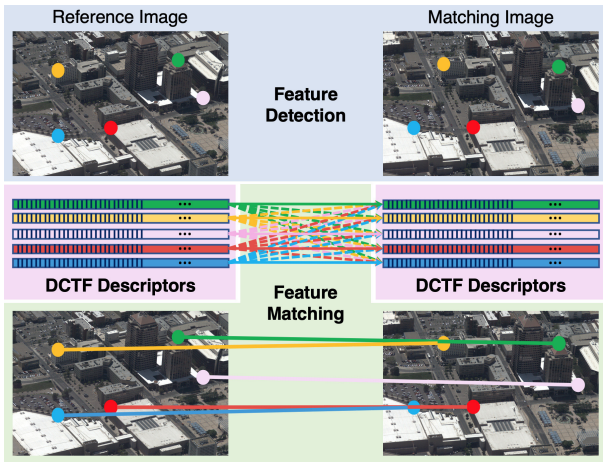 Reference Image
Matching Image
Feature
Detection
...
...
...
...
...
...
...
...
...
...
DCTF Descriptors
DCTF Descriptors
Feature
Matching